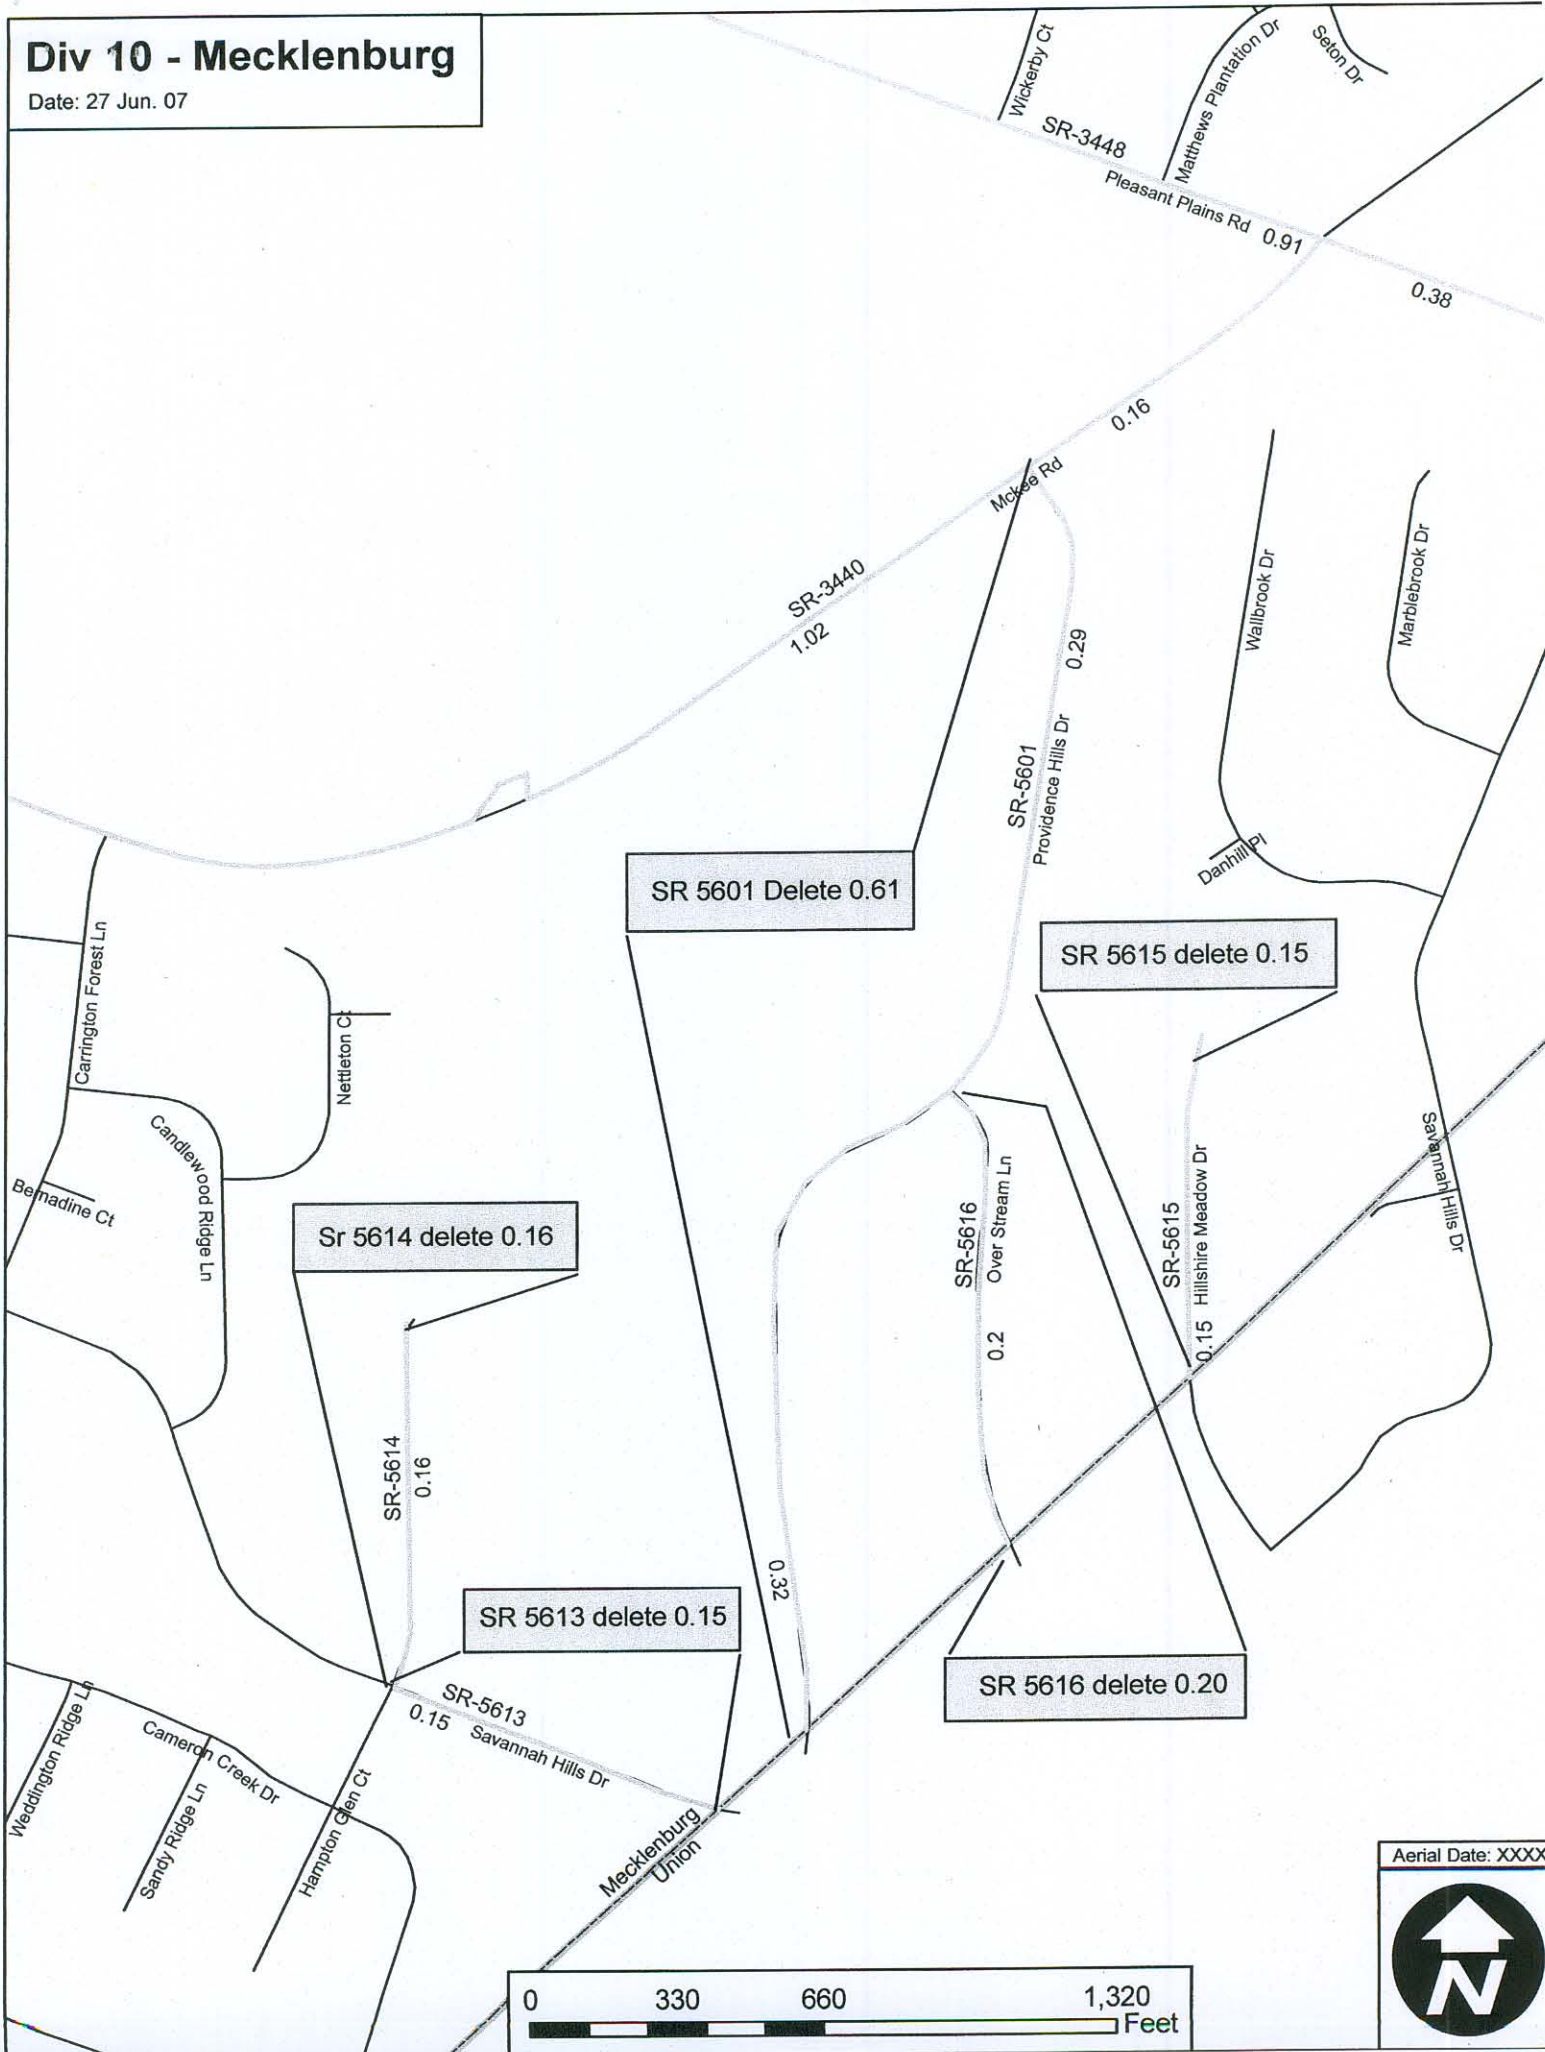 Div 10 - Mecklenburg
Date: 27 Jun. 07
Wickerby Ct
Matthews Plantation Dr
Seton Dr
SR-3448
Pleasant Plains Rd
0.91
0.38
0.16
Mckee Rd
SR-3440
1.02
0.29
SR-5601
Providence Hills Dr
Wallbrook Dr
Marblebrook Dr
Danhill Pl
SR 5601 Delete 0.61
SR 5615 delete 0.15
Carrington Forest Ln
Nettleton Ct
Candlewood Ridge Ln
Bernadine Ct
Sr 5614 delete 0.16
SR-5616
Over Stream Ln
0.2
SR-5615
Hillshire Meadow Dr
0.15
Savannah Hills Dr
SR-5614
0.16
0.32
SR 5613 delete 0.15
SR 5616 delete 0.20
SR-5613
0.15
Savannah Hills Dr
Weddington Ridge Ln
Cameron Creek Dr
Sandy Ridge Ln
Hampton Glen Ct
Mecklenburg
Union
Aerial Date: XXXX
N
0 330 660 1,320
Feet